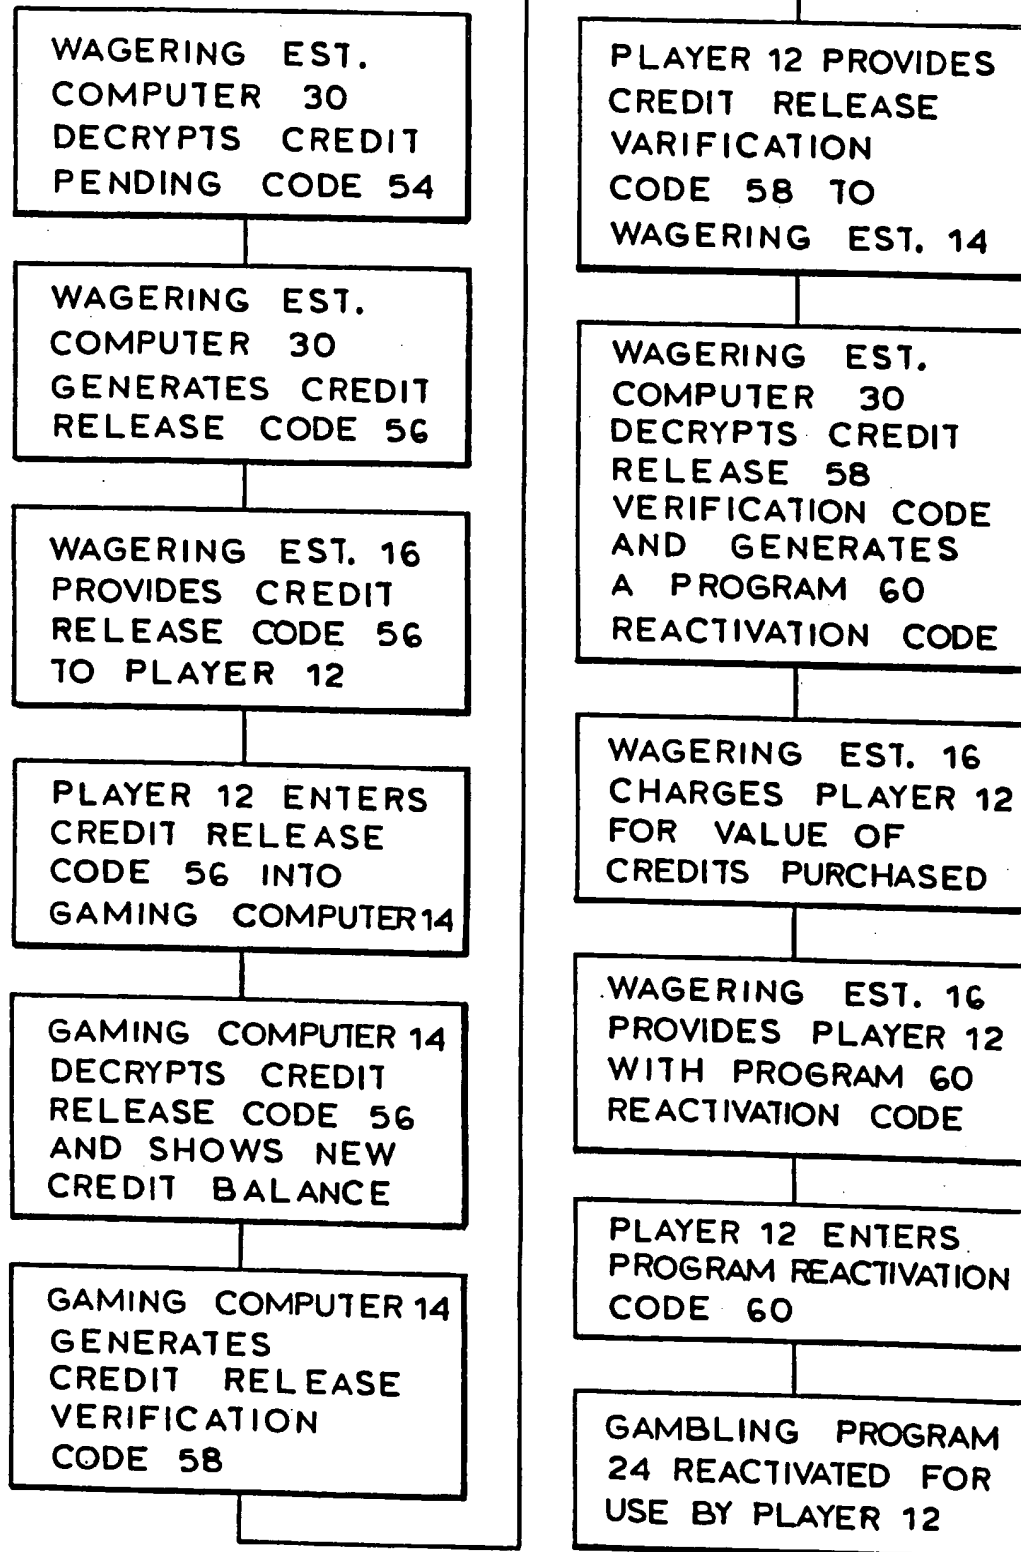 WAGERING EST.
COMPUTER 30
DECRYPTS CREDIT
PENDING CODE 54
WAGERING EST.
COMPUTER 30
GENERATES CREDIT
RELEASE CODE 56
WAGERING EST. 16
PROVIDES CREDIT
RELEASE CODE 56
TO PLAYER 12
PLAYER 12 ENTERS
CREDIT RELEASE
CODE 56 INTO
GAMING COMPUTER 14
GAMING COMPUTER 14
DECRYPTS CREDIT
RELEASE CODE 56
AND SHOWS NEW
CREDIT BALANCE
GAMING COMPUTER 14
GENERATES
CREDIT RELEASE
VERIFICATION
CODE 58
PLAYER 12 PROVIDES
CREDIT RELEASE
VARIFICATION
CODE 58 TO
WAGERING EST. 14
WAGERING EST.
COMPUTER 30
DECRYPTS CREDIT
RELEASE 58
VERIFICATION CODE
AND GENERATES
A PROGRAM 60
REACTIVATION CODE
WAGERING EST. 16
CHARGES PLAYER 12
FOR VALUE OF
CREDITS PURCHASED
WAGERING EST. 16
PROVIDES PLAYER 12
WITH PROGRAM 60
REACTIVATION CODE
PLAYER 12 ENTERS
PROGRAM REACTIVATION
CODE 60
GAMBLING PROGRAM
24 REACTIVATED FOR
USE BY PLAYER 12